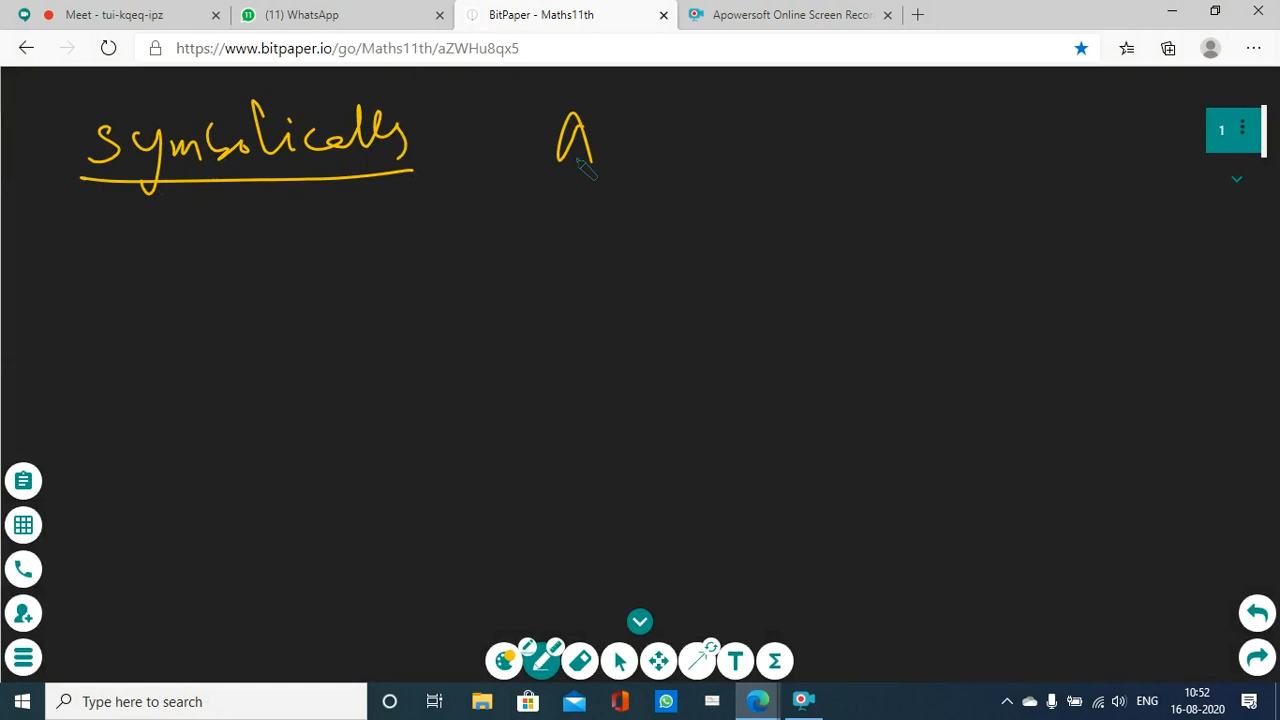 Meet - tui-kqeq-ipz
(11) WhatsApp
BitPaper - Maths11th
Apowersoft Online Screen Recor
https://www.bitpaper.io/go/Maths11th/aZWHu8qx5
symbolically
1
T
Σ
Type here to search
ENG
10:52
16-08-2020